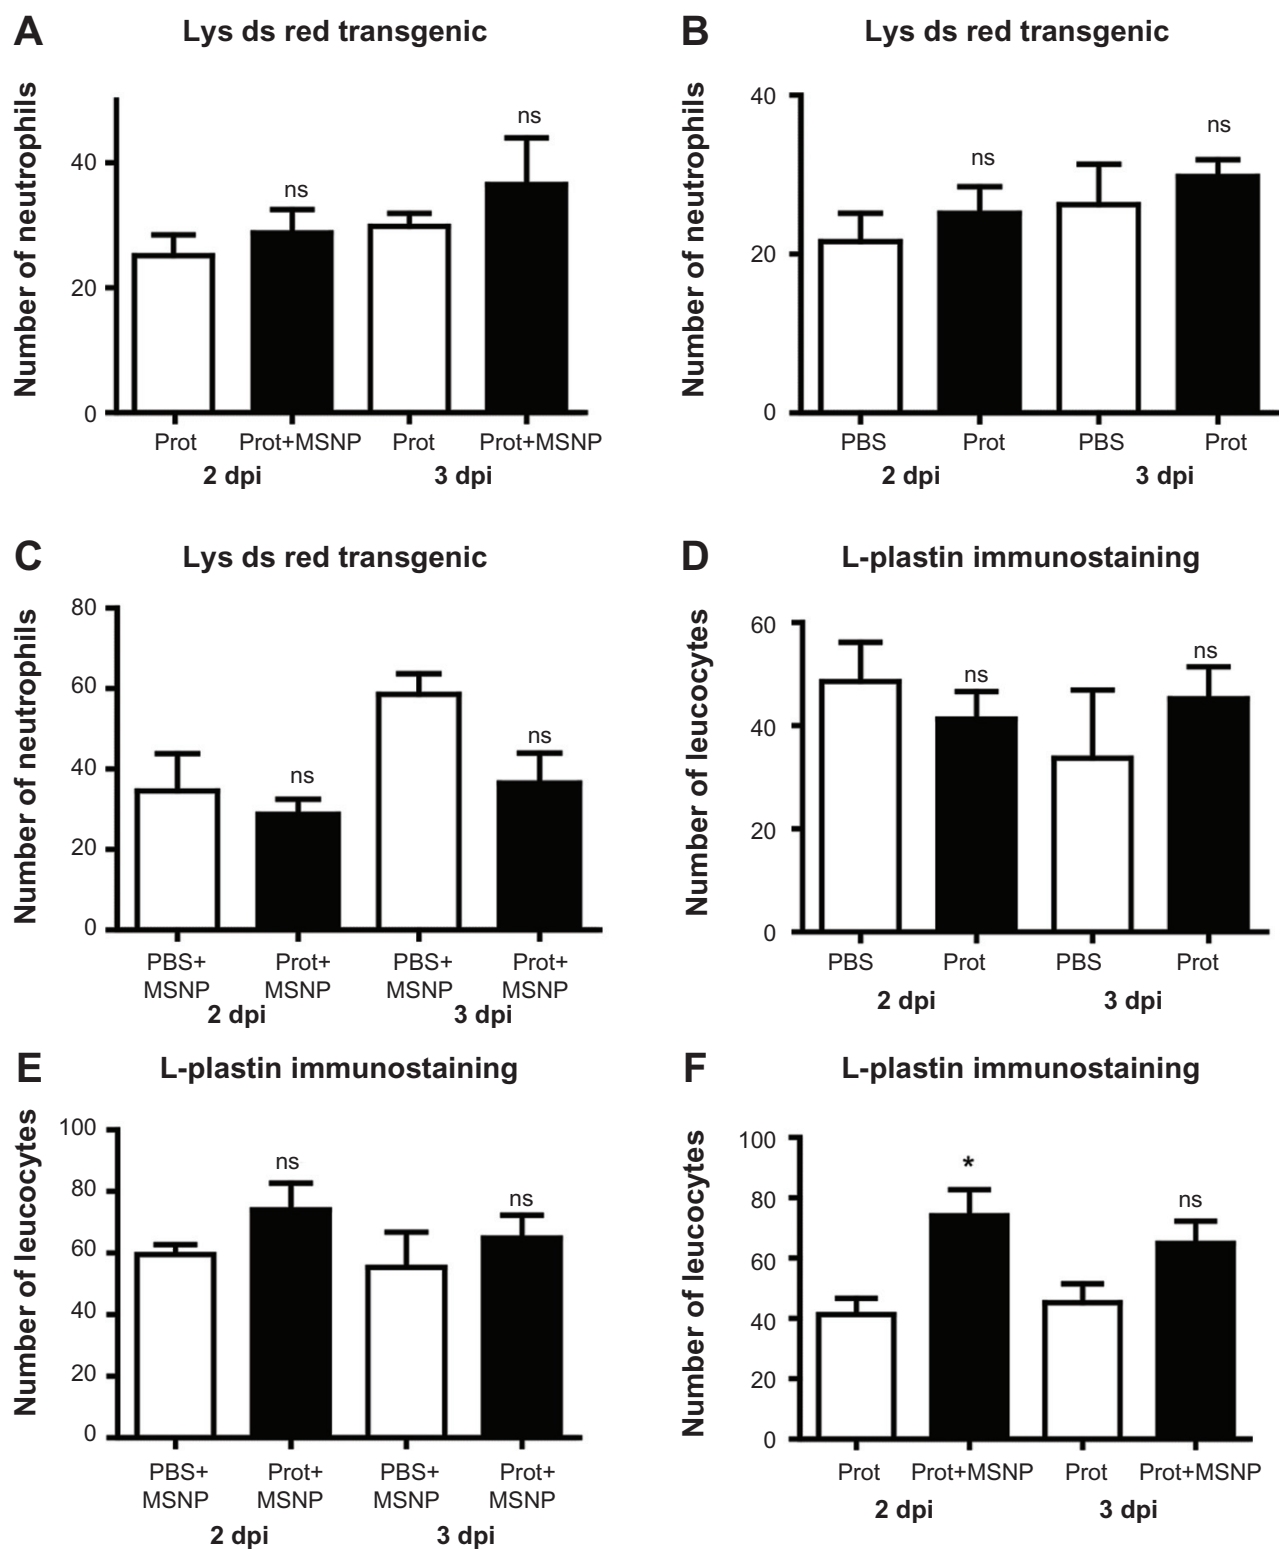 A
Lys ds red transgenic
Number of neutrophils
40
20
0
ns
ns
Prot Prot+MSNP Prot Prot+MSNP
2 dpi 3 dpi
B
Lys ds red transgenic
Number of neutrophils
40
20
0
ns
ns
PBS Prot PBS Prot
2 dpi 3 dpi
C
Lys ds red transgenic
Number of neutrophils
80
60
40
20
0
ns
ns
PBS+ Prot+ PBS+ Prot+
MSNP MSNP MSNP MSNP
2 dpi 3 dpi
D
L-plastin immunostaining
Number of leucocytes
60
40
20
0
ns
ns
PBS Prot PBS Prot
2 dpi 3 dpi
E
L-plastin immunostaining
Number of leucocytes
100
80
60
40
20
0
ns
ns
PBS+ Prot+ PBS+ Prot+
MSNP MSNP MSNP MSNP
2 dpi 3 dpi
F
L-plastin immunostaining
Number of leucocytes
100
80
60
40
20
0
*
ns
Prot Prot+MSNP Prot Prot+MSNP
2 dpi 3 dpi